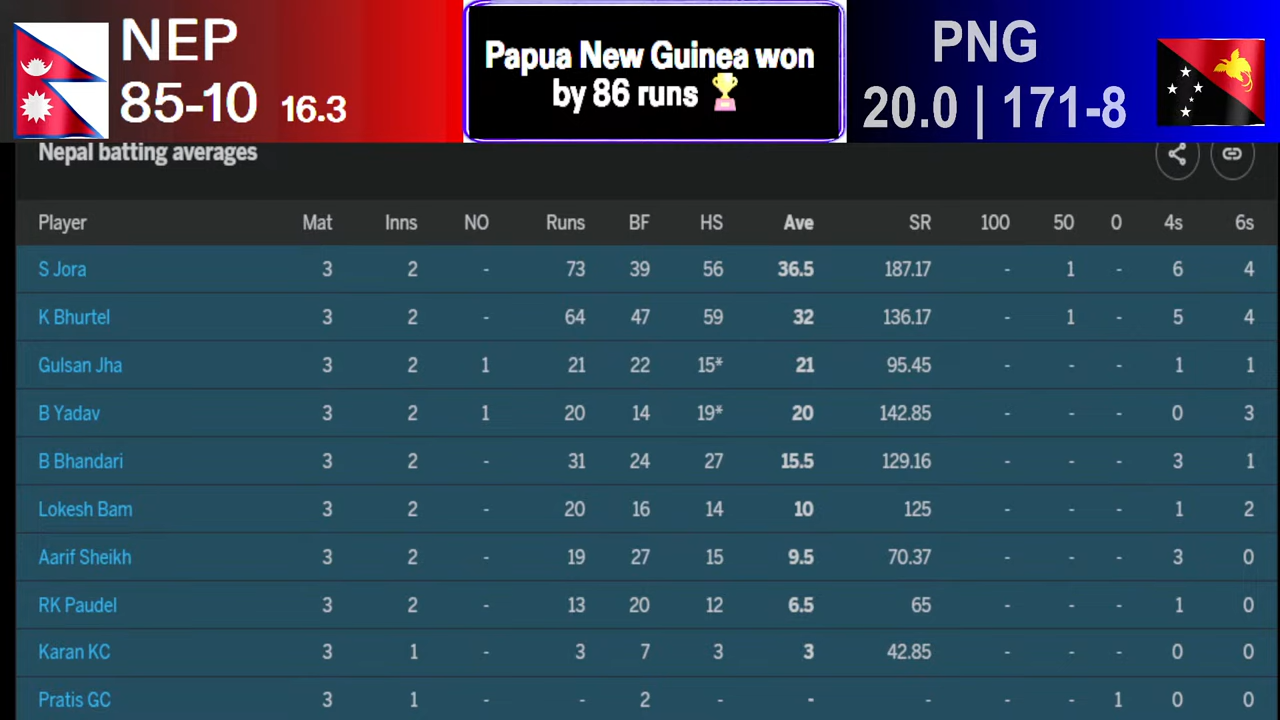 NEP
85-10 16.3
Papua New Guinea won
by 86 runs 🏆
PNG
20.0 | 171-8
Nepal batting averages
Player Mat Inns NO Runs BF HS Ave SR 100 50 0 4s 6s
S Jora 3 2 - 73 39 56 36.5 187.17 - 1 - 6 4
K Bhurtel 3 2 - 64 47 59 32 136.17 - 1 - 5 4
Gulsan Jha 3 2 1 21 22 15* 21 95.45 - - - 1 1
B Yadav 3 2 1 20 14 19* 20 142.85 - - - 0 3
B Bhandari 3 2 - 31 24 27 15.5 129.16 - - - 3 1
Lokesh Bam 3 2 - 20 16 14 10 125 - - - 1 2
Aarif Sheikh 3 2 - 19 27 15 9.5 70.37 - - - 3 0
RK Paudel 3 2 - 13 20 12 6.5 65 - - - 1 0
Karan KC 3 1 - 3 7 3 3 42.85 - - - 0 0
Pratis GC 3 1 - - 2 - - - - - 1 0 0